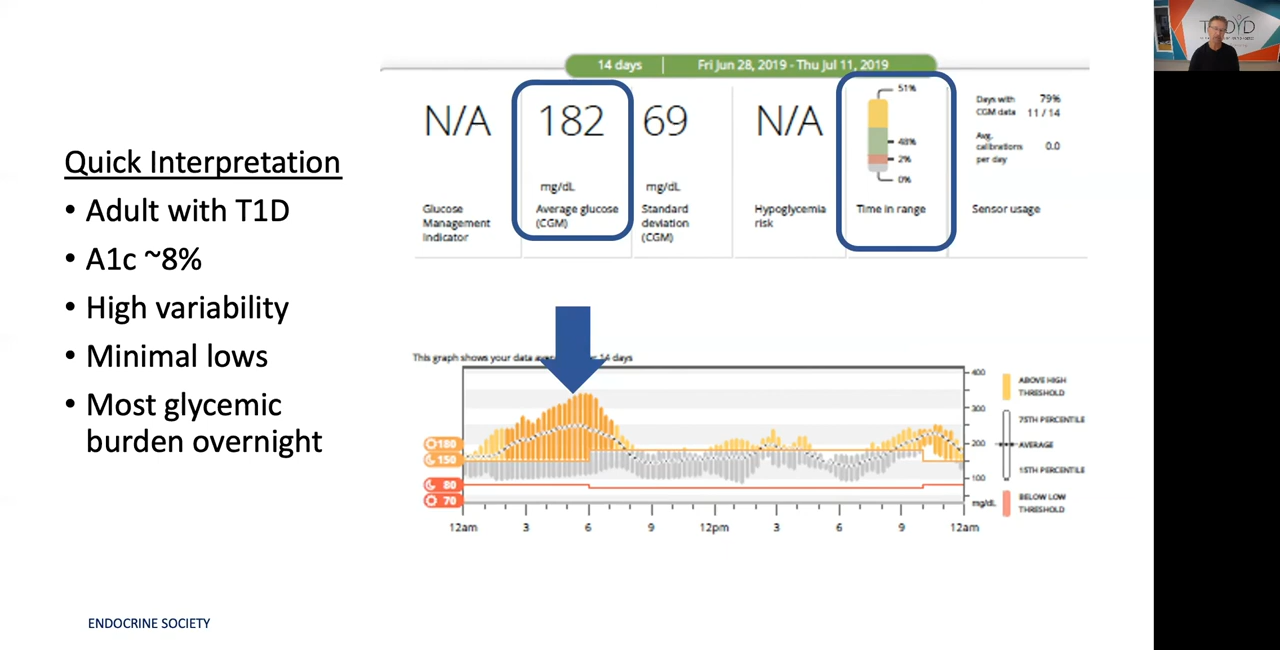 Quick Interpretation
• Adult with T1D
• A1c ~8%
• High variability
• Minimal lows
• Most glycemic
burden overnight
ENDOCRINE SOCIETY
14 days | Fri Jun 28, 2019 - Thu Jul 11, 2019
N/A
Glucose
Management
Indicator
182
mg/dL
Average glucose
(CGM)
69
mg/dL
Standard
deviation
(CGM)
N/A
Hypoglycemia
risk
51%
48%
2%
0%
Time in range
Days with
CGM data
79%
11 / 14
Avg.
calibrations
per day
0.0
Sensor usage
This graph shows your data 14 days
400
300
200
100
mg/dL
180
150
80
70
12am 3 6 9 12pm 3 6 9 12am
ABOVE HIGH
THRESHOLD
75TH PERCENTILE
AVERAGE
15TH PERCENTILE
BELOW LOW
THRESHOLD